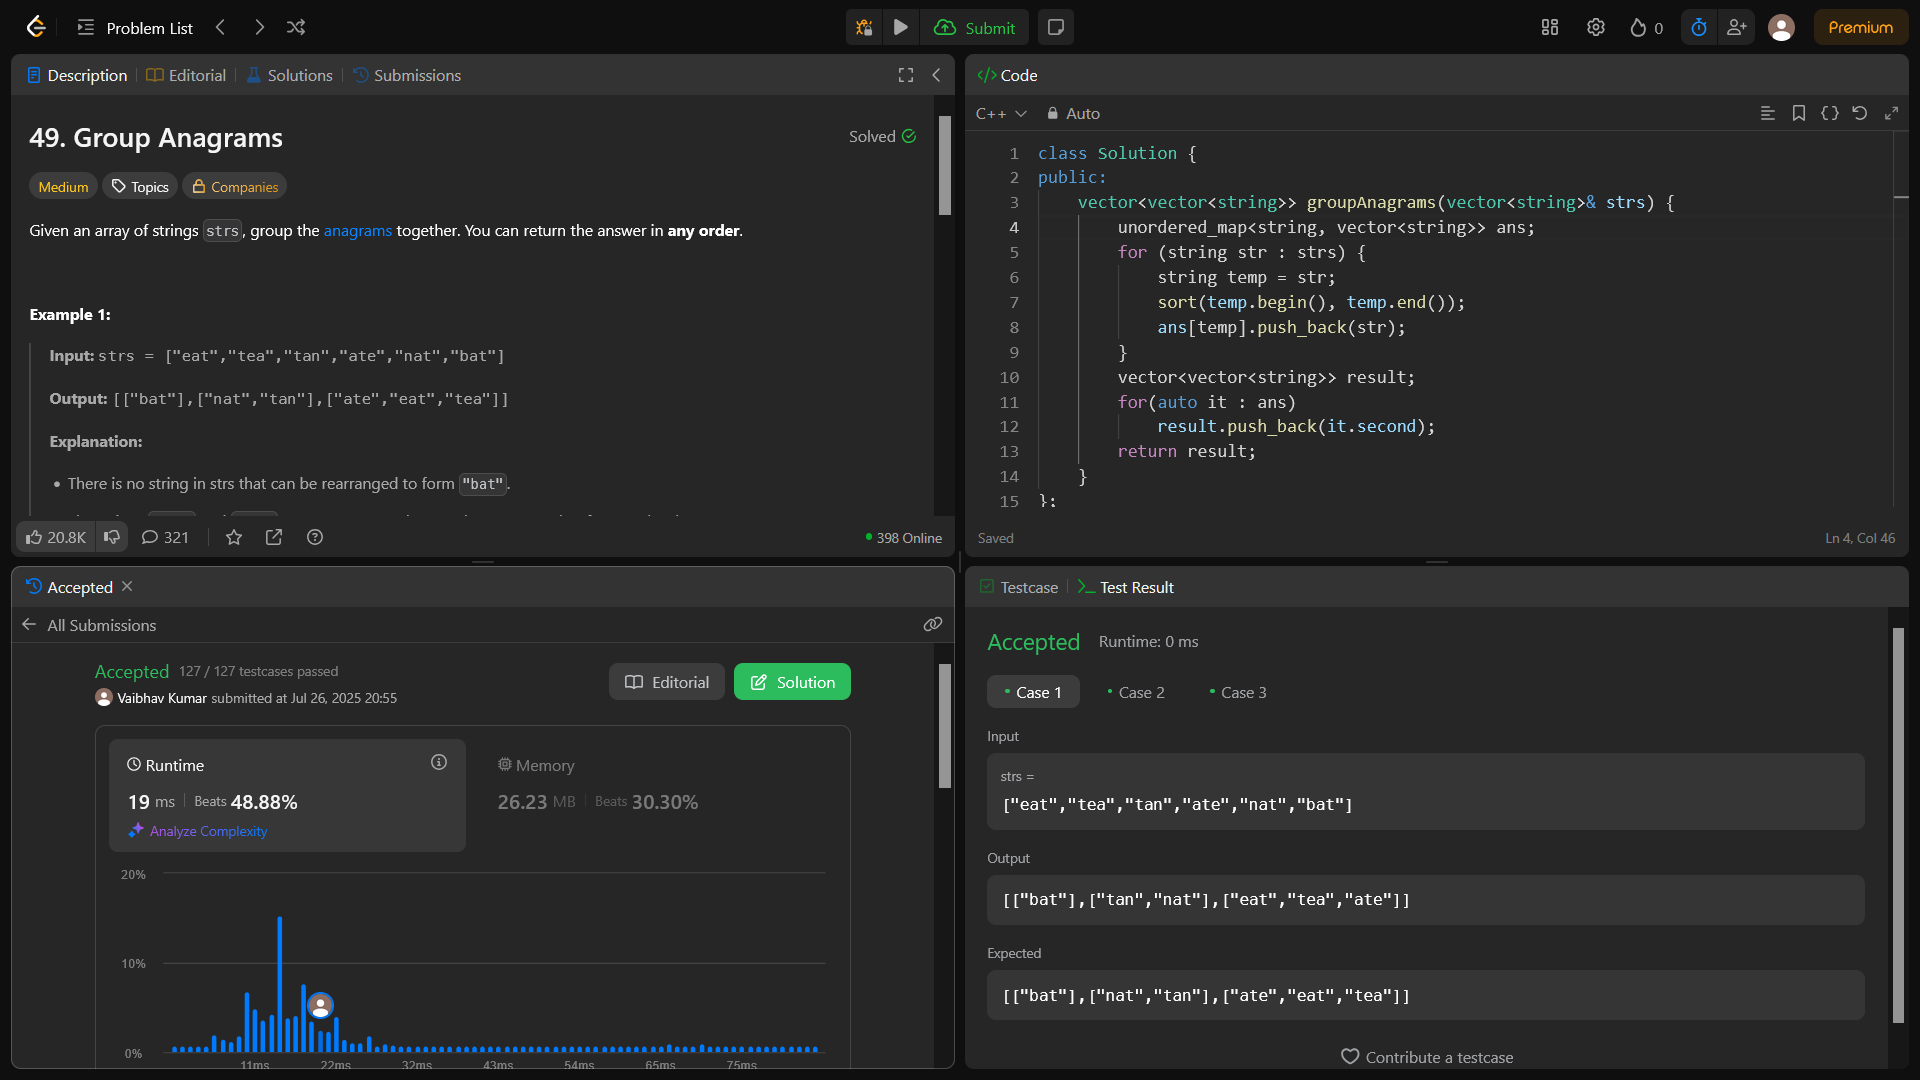 Problem List
Submit
0
Premium
Description
Editorial
Solutions
Submissions
49. Group Anagrams
Solved
Medium
Topics
Companies
Given an array of strings strs, group the anagrams together. You can return the answer in any order.
Example 1:
Input: strs = ["eat","tea","tan","ate","nat","bat"]
Output: [["bat"],["nat","tan"],["ate","eat","tea"]]
Explanation:
• There is no string in strs that can be rearranged to form "bat".
20.8K
321
398 Online
Code
C++
Auto
1 class Solution {
2 public:
3     vector<vector<string>> groupAnagrams(vector<string>& strs) {
4         unordered_map<string, vector<string>> ans;
5         for (string str : strs) {
6             string temp = str;
7             sort(temp.begin(), temp.end());
8             ans[temp].push_back(str);
9         }
10         vector<vector<string>> result;
11         for(auto it : ans)
12             result.push_back(it.second);
13         return result;
14     }
15 };
Saved
Ln 4, Col 46
Accepted
All Submissions
Accepted 127 / 127 testcases passed
Vaibhav Kumar submitted at Jul 26, 2025 20:55
Editorial
Solution
Runtime
19 ms Beats 48.88%
Analyze Complexity
Memory
26.23 MB Beats 30.30%
20%
10%
0%
11ms 22ms 32ms 43ms 54ms 65ms 75ms
Testcase
Test Result
Accepted Runtime: 0 ms
Case 1
Case 2
Case 3
Input
strs =
["eat","tea","tan","ate","nat","bat"]
Output
[["bat"],["tan","nat"],["eat","tea","ate"]]
Expected
[["bat"],["nat","tan"],["ate","eat","tea"]]
Contribute a testcase